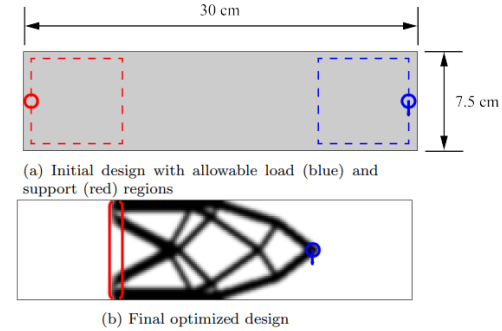 30 cm
7.5 cm
(a) Initial design with allowable load (blue) and
support (red) regions
(b) Final optimized design